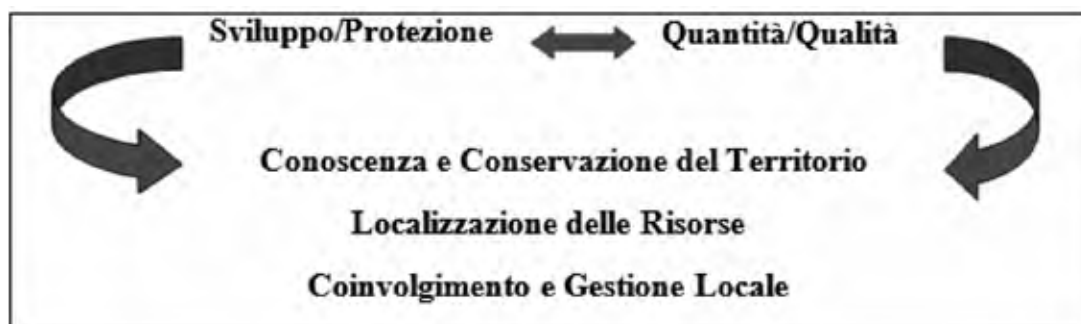 Sviluppo/Protezione Quantità/Qualità
Conoscenza e Conservazione del Territorio
Localizzazione delle Risorse
Coinvolgimento e Gestione Locale